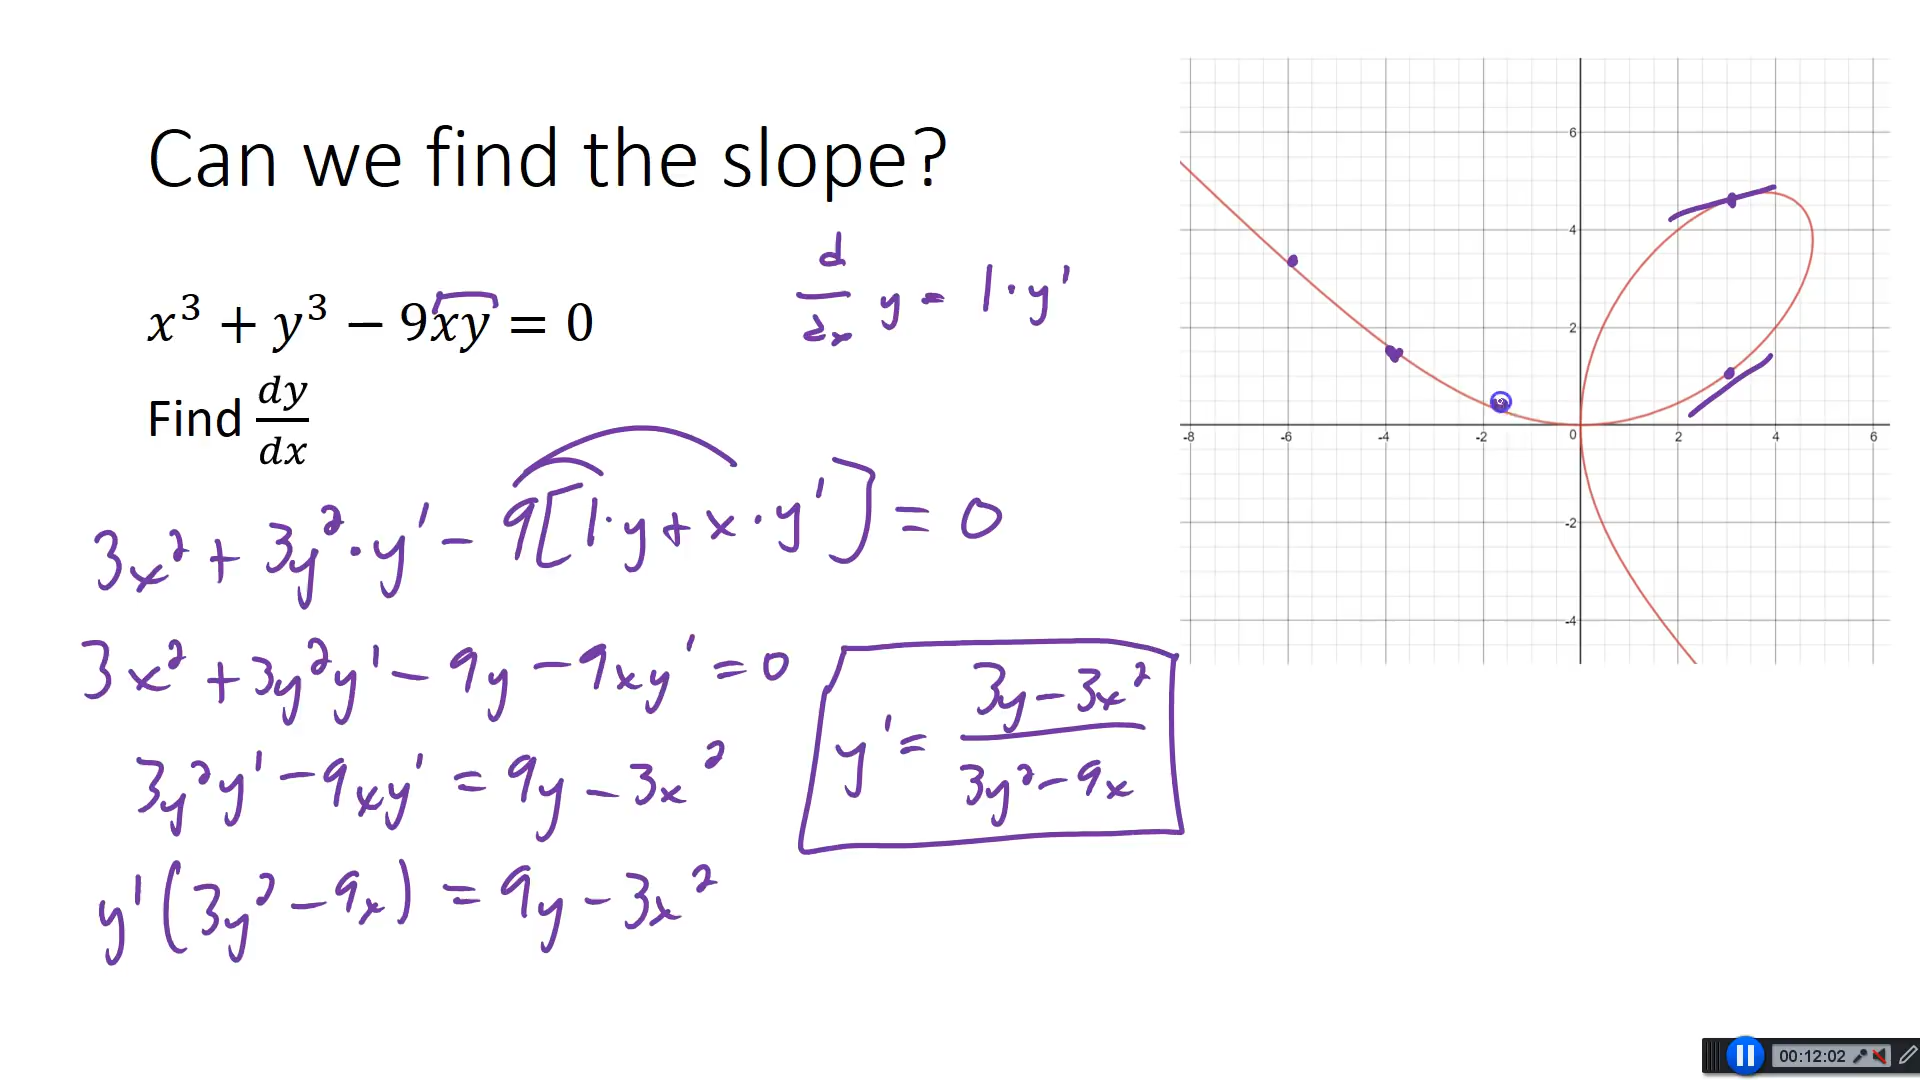 Can we find the slope?
x³ + y³ − 9xy = 0
d/dx y = 1 · y'
Find dy/dx
3x² + 3y² · y' − 9[1·y + x · y'] = 0
3x² + 3y²y' − 9y − 9xy' = 0
3y²y' − 9xy' = 9y − 3x²
y'(3y² − 9x) = 9y − 3x²
y' = (3y − 3x²)/(3y² − 9x)
6
4
2
-8 -6 -4 -2 0 2 4 6
-2
-4
00:12:02